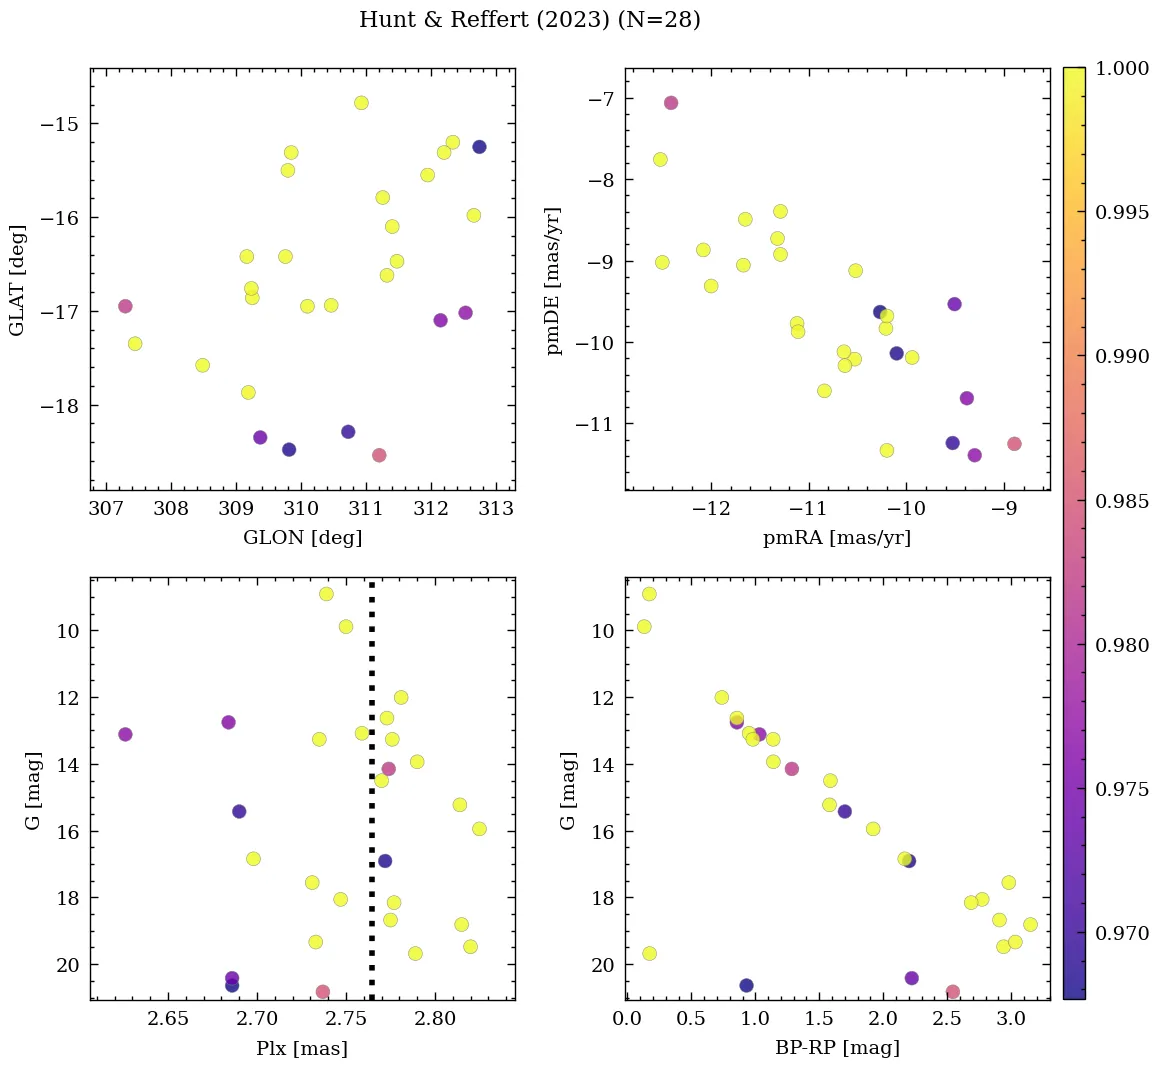 Hunt & Reffert (2023) (N=28)
−15
−16
−17
−18
GLAT [deg]
307 308 309 310 311 312 313
GLON [deg]
−7
−8
−9
−10
−11
pmDE [mas/yr]
−12 −11 −10 −9
pmRA [mas/yr]
1.000
0.995
0.990
0.985
0.980
0.975
0.970
10
12
14
16
18
20
G [mag]
2.65 2.70 2.75 2.80
Plx [mas]
10
12
14
16
18
20
G [mag]
0.0 0.5 1.0 1.5 2.0 2.5 3.0
BP-RP [mag]